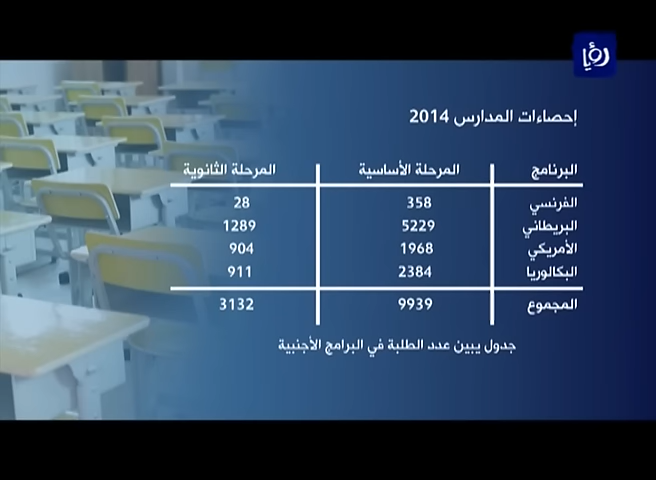 رؤيا
إحصاءات المدارس 2014
البرنامج المرحلة الأساسية المرحلة الثانوية
الفرنسي 358 28
البريطاني 5229 1289
الأمريكي 1968 904
البكالوريا 2384 911
المجموع 9939 3132
جدول يبين عدد الطلبة في البرامج الأجنبية